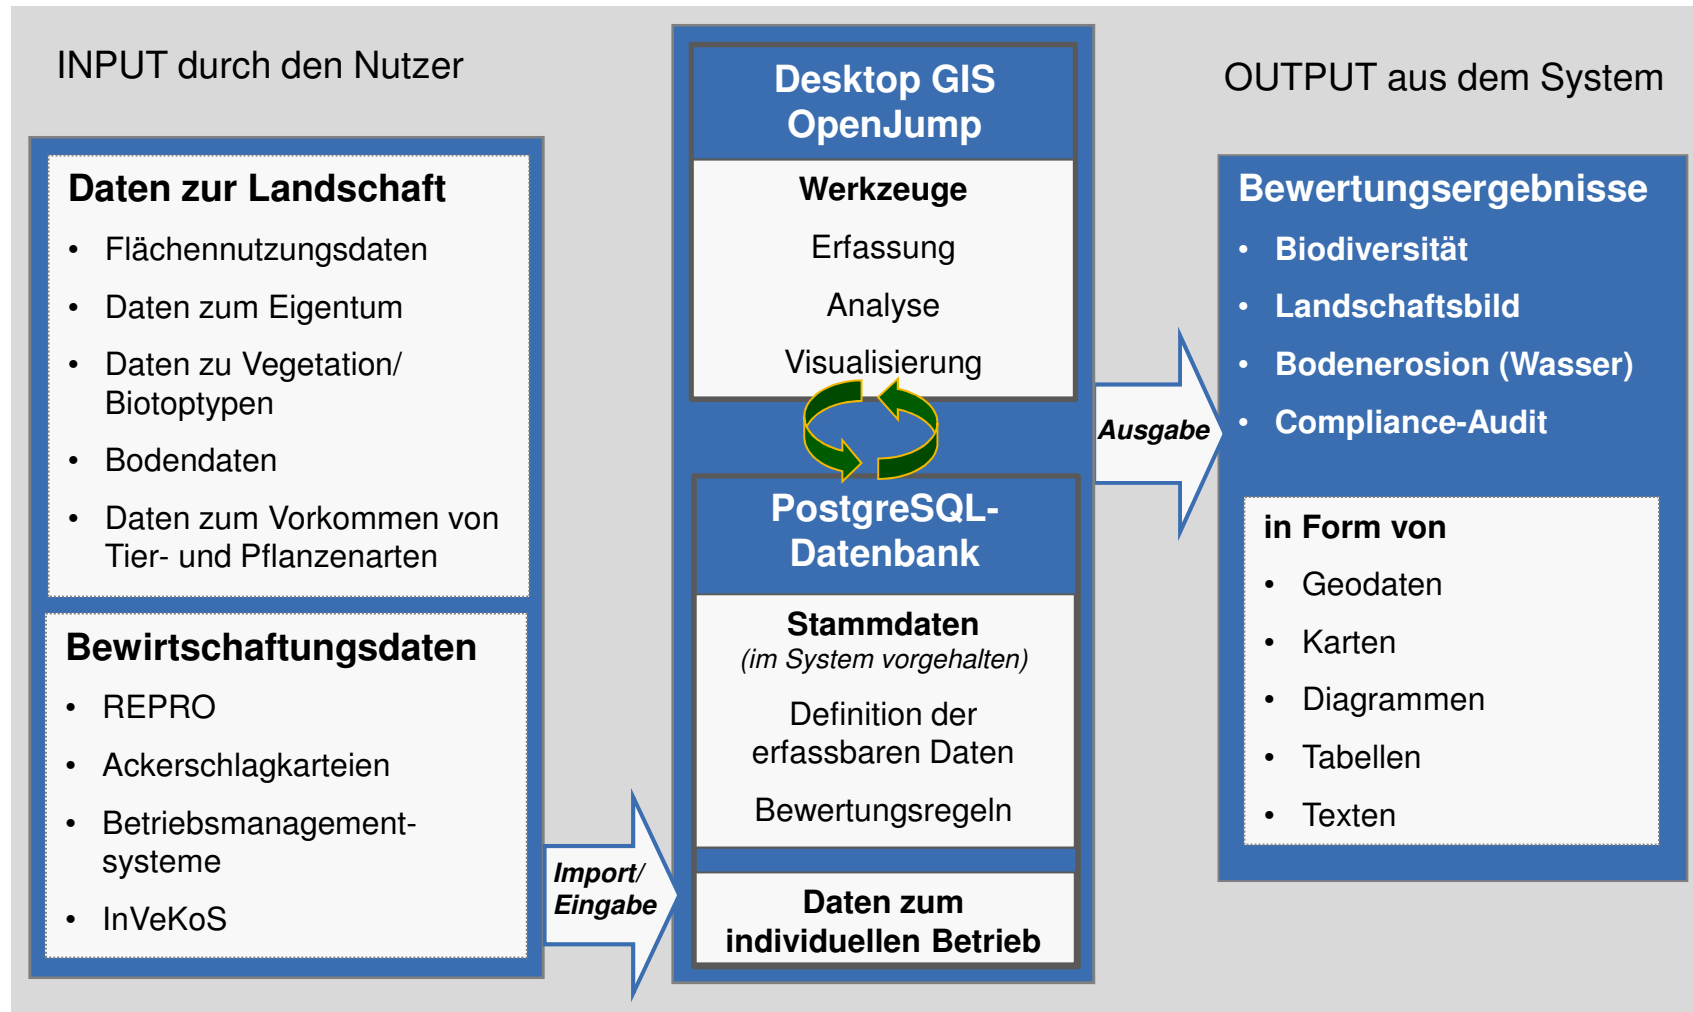 INPUT durch den Nutzer
Daten zur Landschaft
• Flächennutzungsdaten
• Daten zum Eigentum
• Daten zu Vegetation/
Biotoptypen
• Bodendaten
• Daten zum Vorkommen von
Tier- und Pflanzenarten
Bewirtschaftungsdaten
• REPRO
• Ackerschlagkarteien
• Betriebsmanagement-
systeme
• InVeKoS
Import/
Eingabe
Desktop GIS
OpenJump
Werkzeuge
Erfassung
Analyse
Visualisierung
PostgreSQL-
Datenbank
Stammdaten
(im System vorgehalten)
Definition der
erfassbaren Daten
Bewertungsregeln
Daten zum
individuellen Betrieb
Ausgabe
OUTPUT aus dem System
Bewertungsergebnisse
• Biodiversität
• Landschaftsbild
• Bodenerosion (Wasser)
• Compliance-Audit
in Form von
• Geodaten
• Karten
• Diagrammen
• Tabellen
• Texten